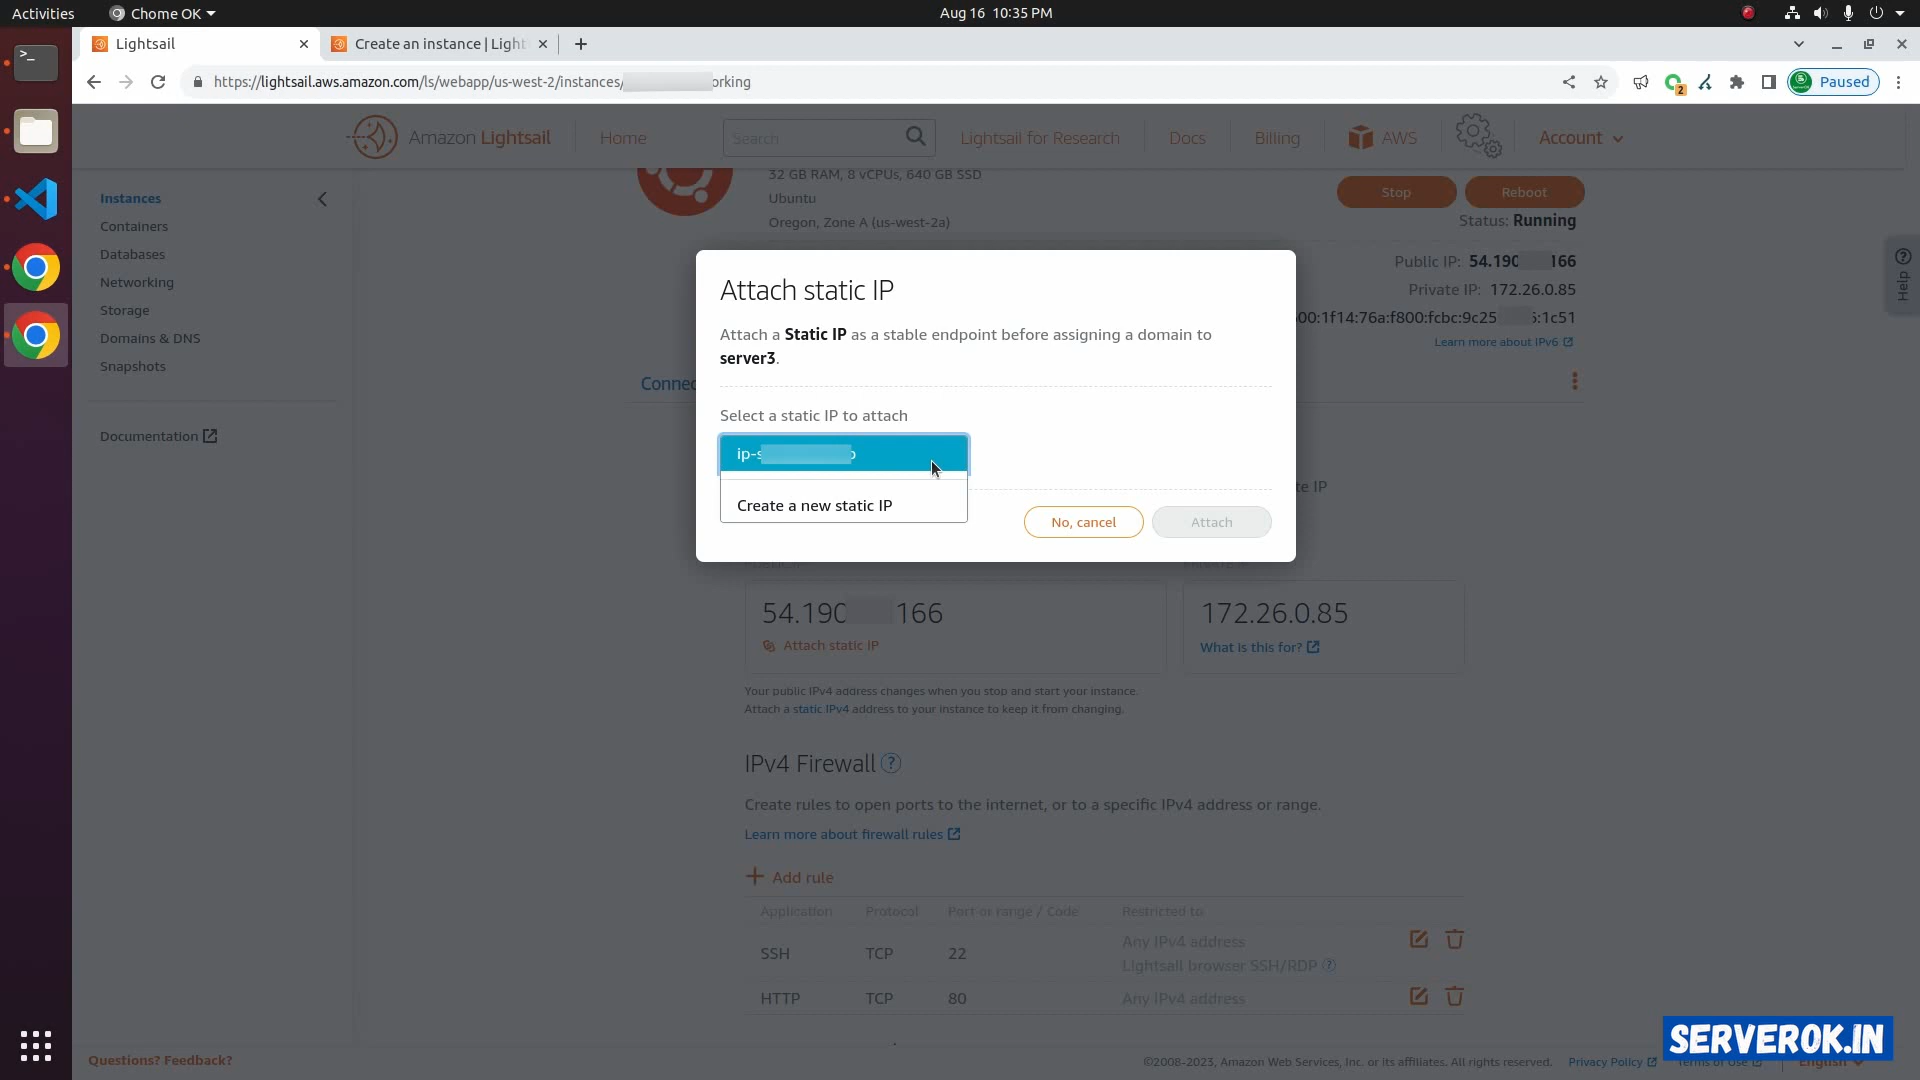 Activities
Chome OK
Aug 16 10:35 PM
Lightsail
Create an instance | Light
https://lightsail.aws.amazon.com/ls/webapp/us-west-2/instances/ orking
2
Paused
Amazon Lightsail
Home
Search
Lightsail for Research
Docs
Billing
AWS
Account
Instances
Containers
Databases
Networking
Storage
Domains & DNS
Snapshots
Documentation
32 GB RAM, 8 vCPUs, 640 GB SSD
Ubuntu
Oregon, Zone A (us-west-2a)
Stop
Reboot
Status: Running
Public IP: 54.190 166
Private IP: 172.26.0.85
00:1f14:76a:f800:fcbc:9c25 :1c51
Learn more about IPv6
Help
Connec
Attach static IP
Attach a Static IP as a stable endpoint before assigning a domain to
server3.
Select a static IP to attach
ip-s
Create a new static IP
te IP
No, cancel
Attach
54.190 166
Attach static IP
172.26.0.85
What is this for?
Your public IPv4 address changes when you stop and start your instance.
Attach a static IPv4 address to your instance to keep it from changing.
IPv4 Firewall
Create rules to open ports to the internet, or to a specific IPv4 address or range.
Learn more about firewall rules
Add rule
Application Protocol Port or range / Code Restricted to
SSH TCP 22 Any IPv4 address
Lightsail browser SSH/RDP
HTTP TCP 80 Any IPv4 address
Questions? Feedback?
©2008-2023, Amazon Web Services, Inc. or its affiliates. All rights reserved.
Privacy Policy
Terms of Use
English
SERVEROK.IN